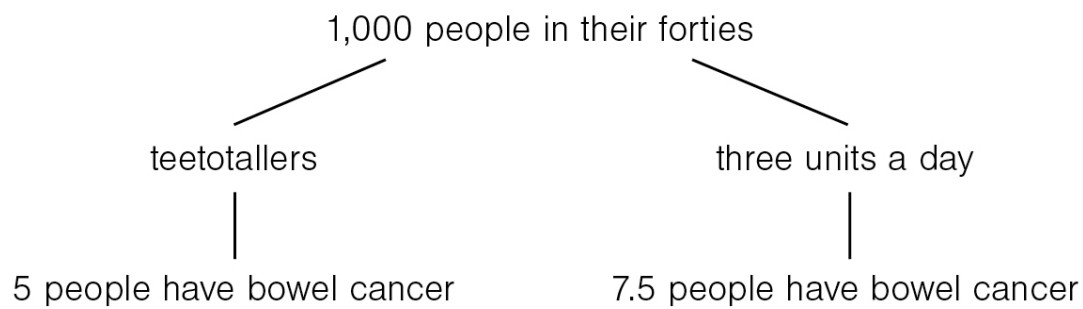 1,000 people in their forties
teetotallers
three units a day
5 people have bowel cancer
7.5 people have bowel cancer